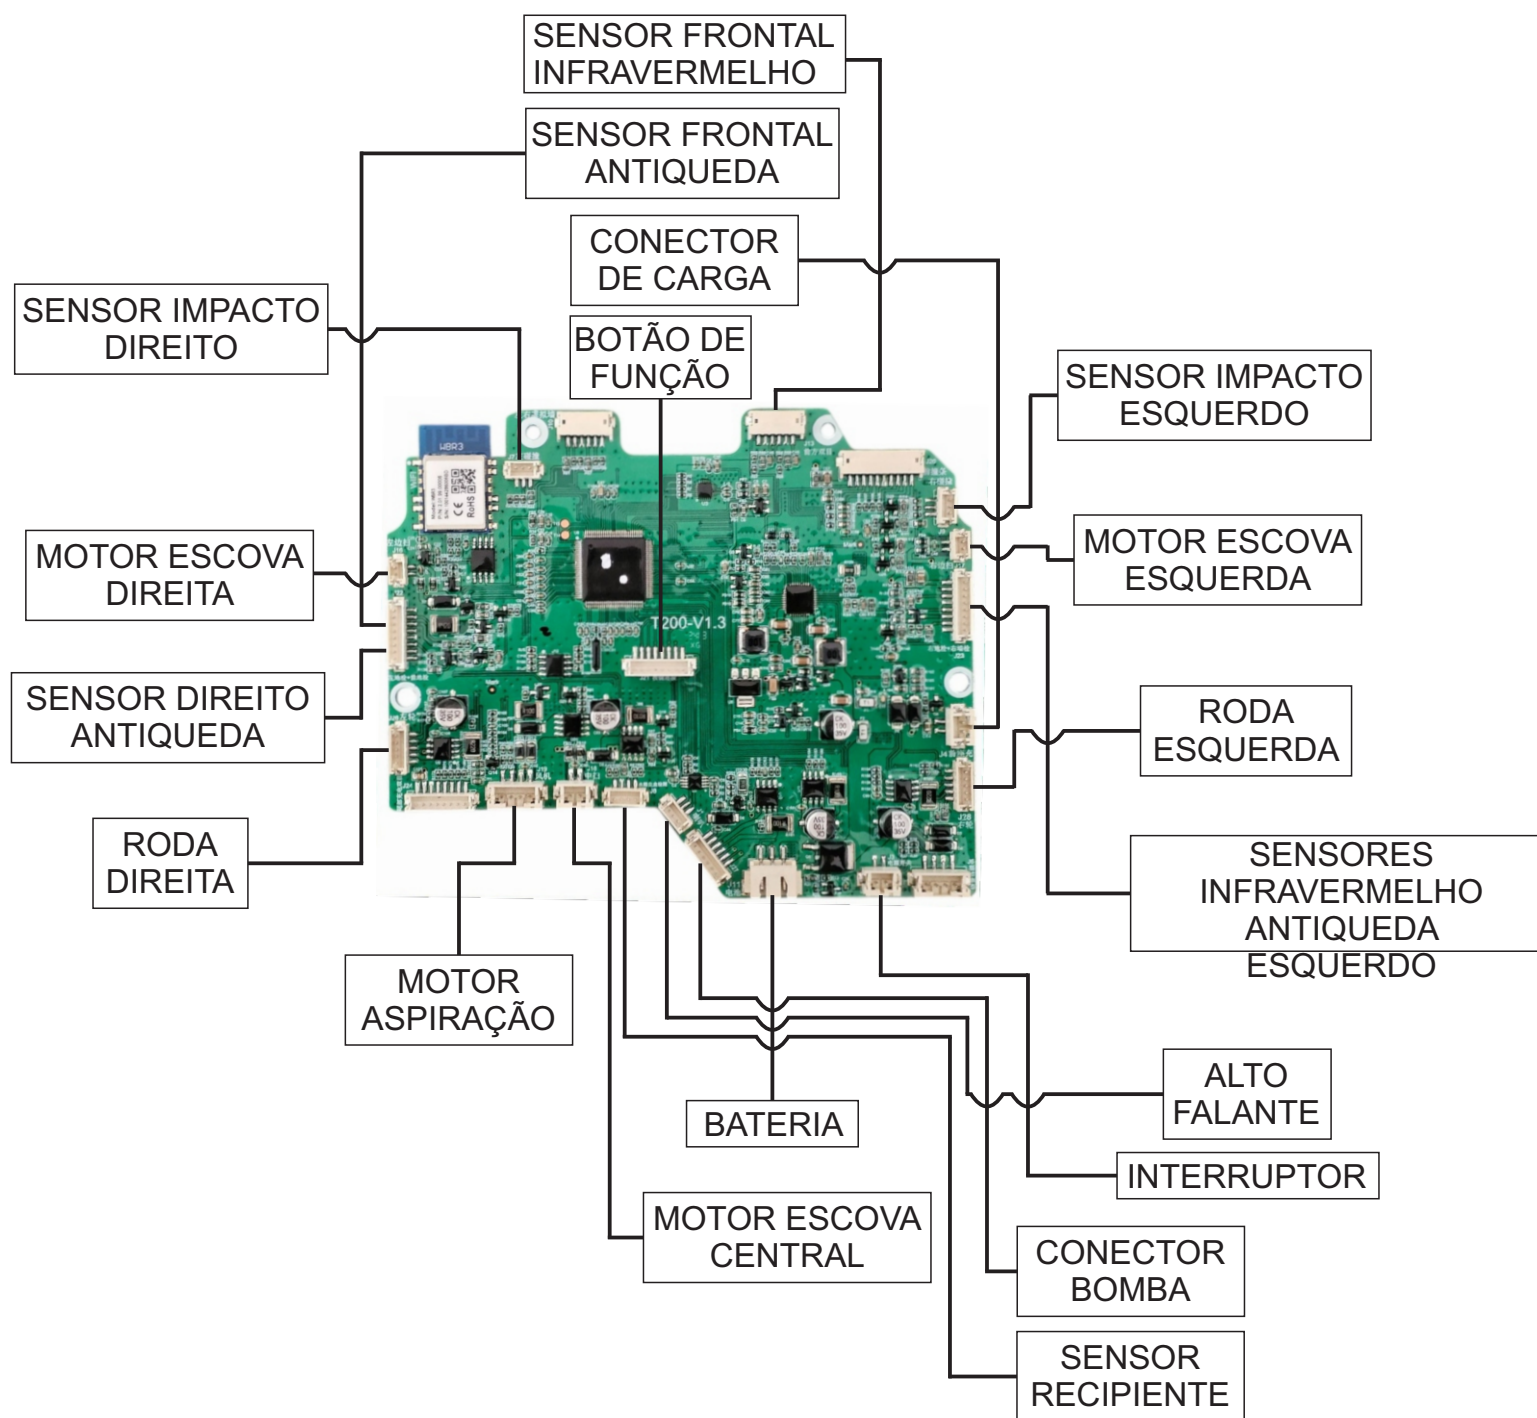 SENSOR FRONTAL
INFRAVERMELHO
SENSOR FRONTAL
ANTIQUEDA
CONECTOR
DE CARGA
SENSOR IMPACTO
DIREITO
BOTÃO DE
FUNÇÃO
SENSOR IMPACTO
ESQUERDO
WBR3
CE
RoHS
MOTOR ESCOVA
DIREITA
MOTOR ESCOVA
ESQUERDA
T200-V1.3
SENSOR DIREITO
ANTIQUEDA
RODA
ESQUERDA
RODA
DIREITA
SENSORES
INFRAVERMELHO
ANTIQUEDA
ESQUERDO
MOTOR
ASPIRAÇÃO
ALTO
FALANTE
BATERIA
INTERRUPTOR
MOTOR ESCOVA
CENTRAL
CONECTOR
BOMBA
SENSOR
RECIPIENTE